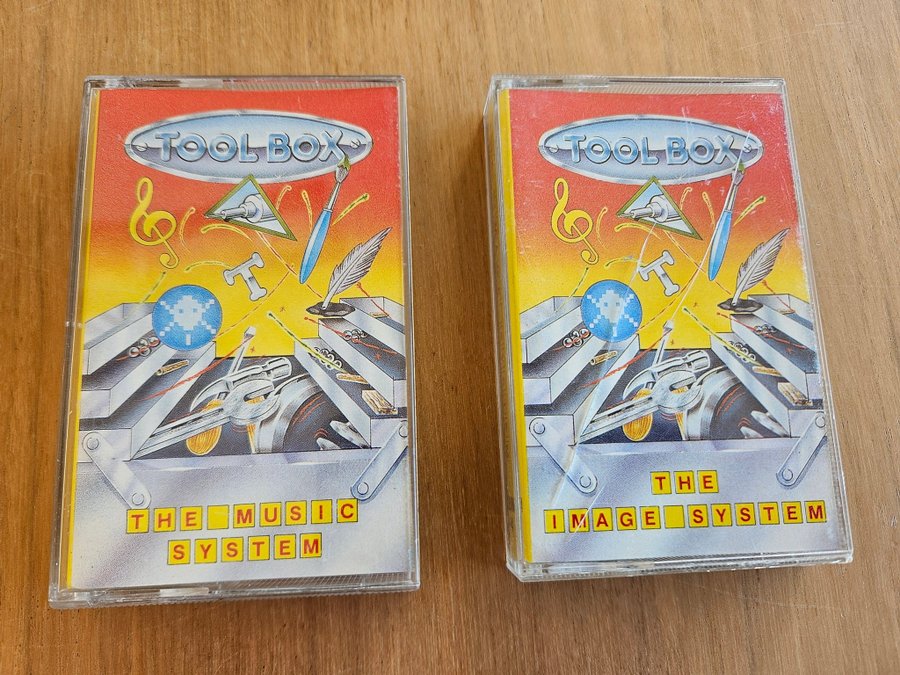 TOOL BOX
T
THE MUSIC
SYSTEM
TOOL BOX
T
THE
IMAGE SYSTEM